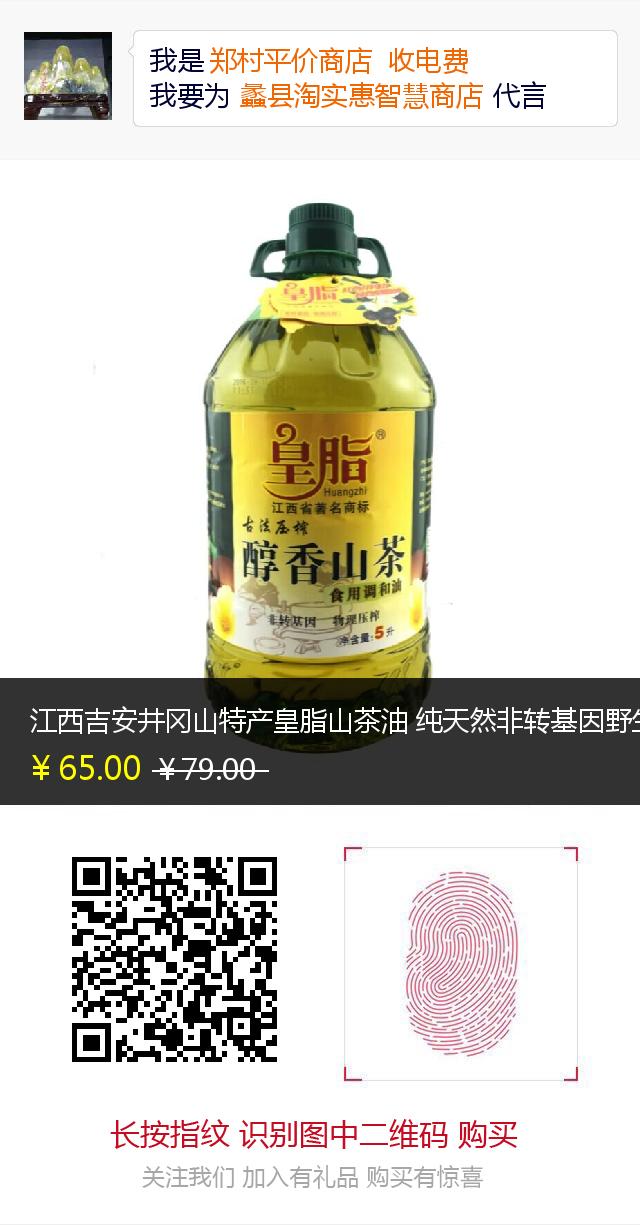 我是 郑村平价商店 收电费
我要为 蠡县淘实惠智慧商店 代言
皇脂
皇脂
®
Huangzhi
江西省著名商标
古法压榨
醇香山茶
食用调和油
非转基因 物理压榨
净含量:5升
江西吉安井冈山特产皇脂山茶油 纯天然非转基因野生
¥ 65.00 ¥ 79.00
长按指纹 识别图中二维码 购买
关注我们 加入有礼品 购买有惊喜